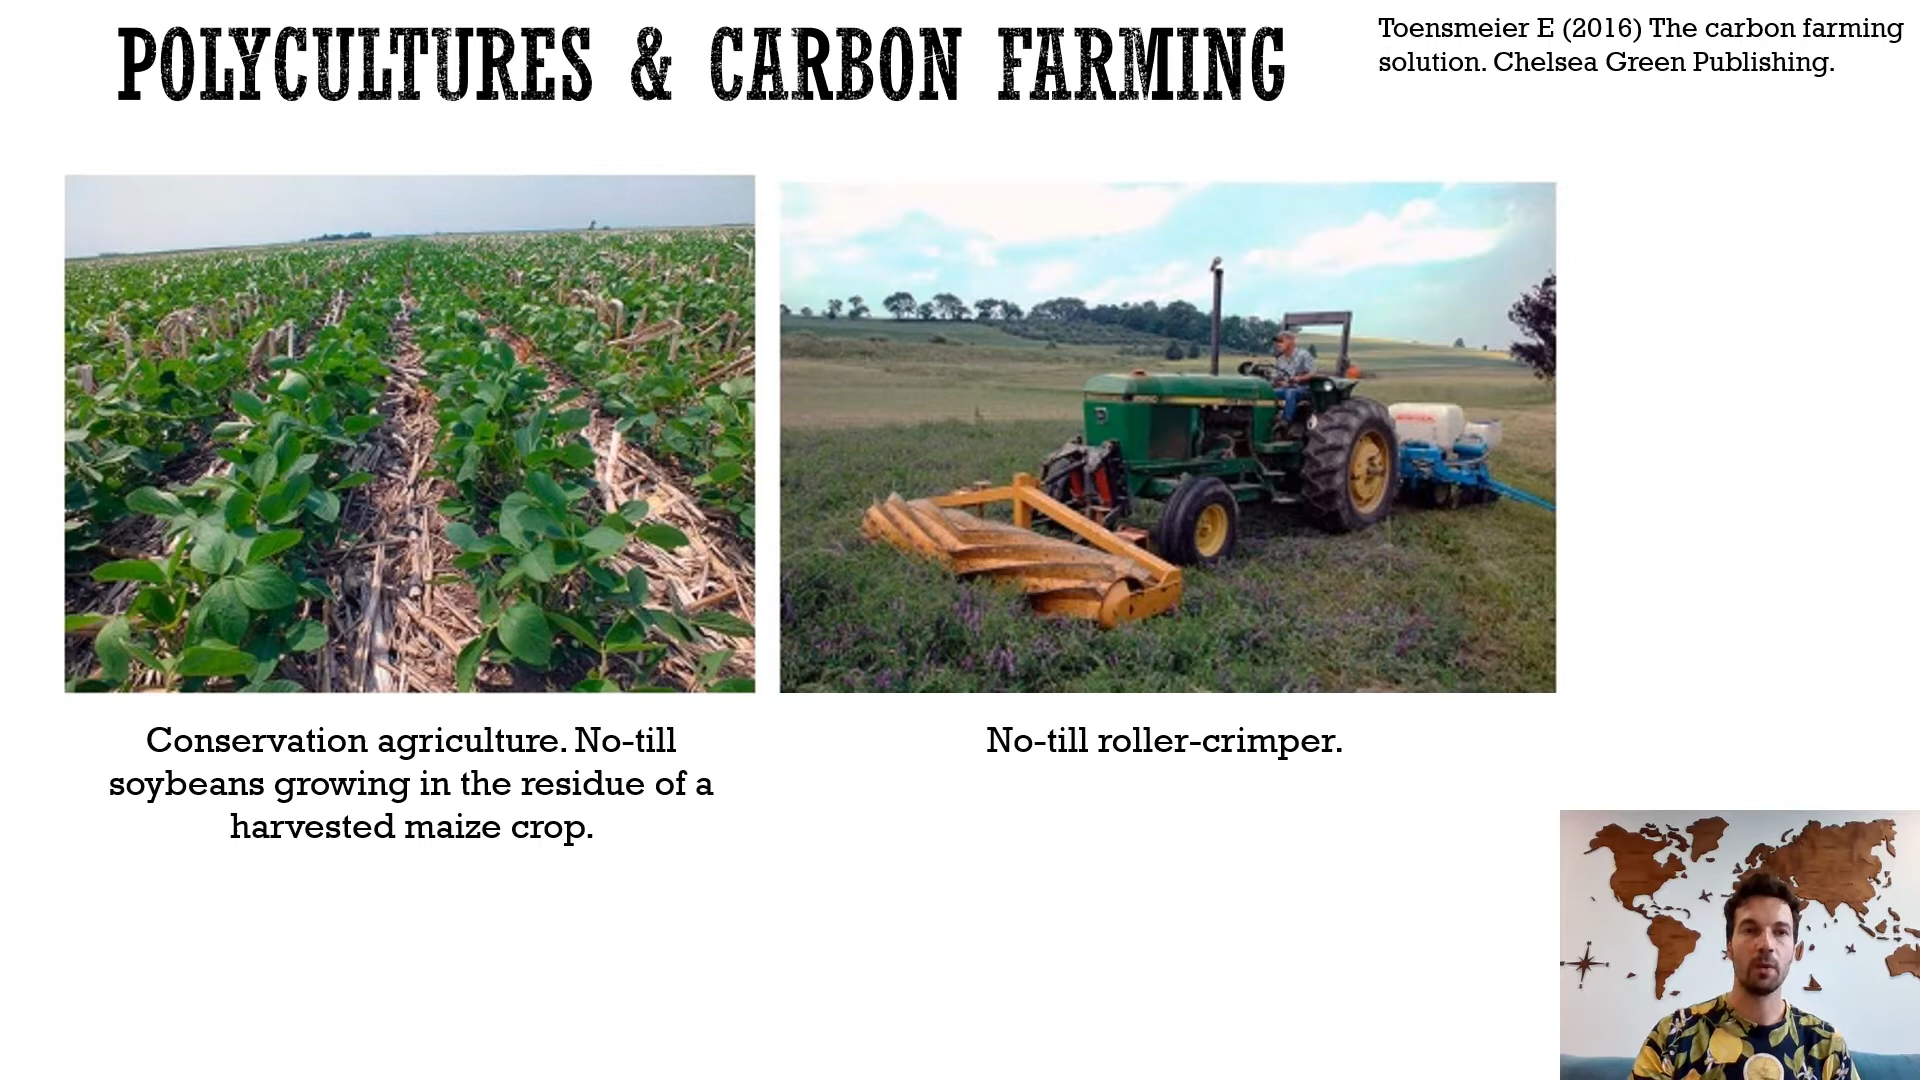 POLYCULTURES & CARBON FARMING
Toensmeier E (2016) The carbon farming
solution. Chelsea Green Publishing.
Conservation agriculture. No-till
soybeans growing in the residue of a
harvested maize crop.
No-till roller-crimper.